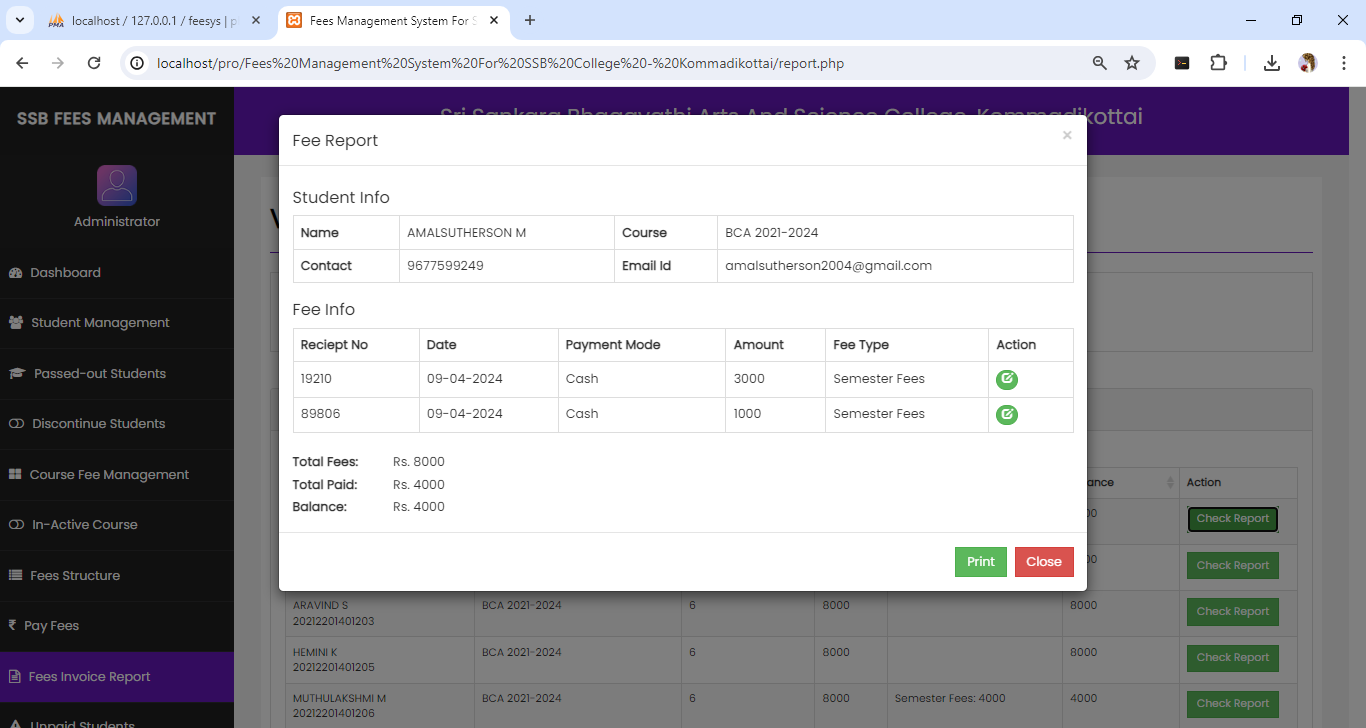 localhost / 127.0.0.1 / feesys | p
Fees Management System For S
localhost/pro/Fees%20Management%20System%20For%20SSB%20College%20-%20Kommadikottai/report.php
SSB FEES MANAGEMENT
Sri Sankara Bhagavathi Arts And Science College, Kommadikottai
Administrator
Dashboard
Student Management
Passed-out Students
Discontinue Students
Course Fee Management
In-Active Course
Fees Structure
₹ Pay Fees
Fees Invoice Report
Unpaid Students
Fee Report ×
Student Info
Name AMALSUTHERSON M Course BCA 2021-2024
Contact 9677599249 Email Id amalsutherson2004@gmail.com
Fee Info
Reciept No Date Payment Mode Amount Fee Type Action
19210 09-04-2024 Cash 3000 Semester Fees
89806 09-04-2024 Cash 1000 Semester Fees
Total Fees: Rs. 8000
Total Paid: Rs. 4000
Balance: Rs. 4000
Print Close
ance Action
00 Check Report
00 Check Report
ARAVIND S BCA 2021-2024 6 8000 8000 Check Report
20212201401203
HEMINI K BCA 2021-2024 6 8000 8000 Check Report
20212201401205
MUTHULAKSHMI M BCA 2021-2024 6 8000 Semester Fees: 4000 4000 Check Report
20212201401206